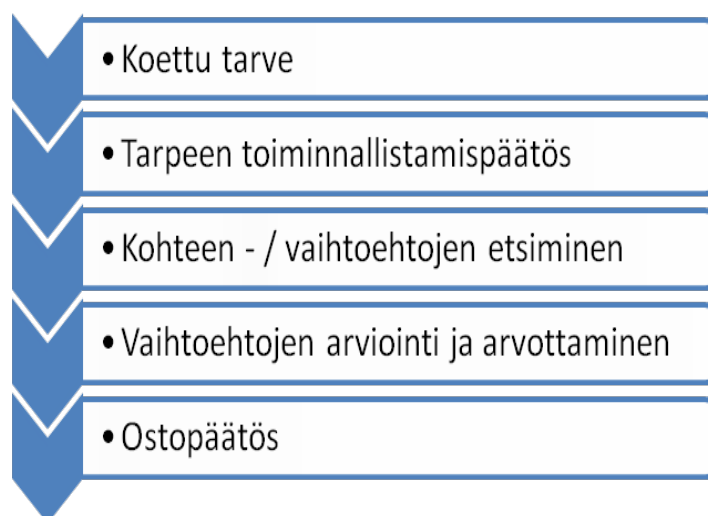 • Koettu tarve
• Tarpeen toiminnallistamispäätös
• Kohteen - / vaihtoehtojen etsiminen
• Vaihtoehtojen arviointi ja arvottaminen
• Ostopäätös